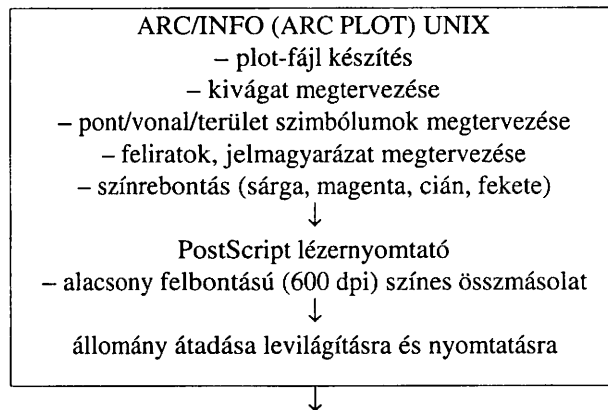 ARC/INFO (ARC PLOT) UNIX
– plot-fájl készítés
– kivágat megtervezése
– pont/vonal/terület szimbólumok megtervezése
– feliratok, jelmagyarázat megtervezése
– színrebontás (sárga, magenta, cián, fekete)
↓
PostScript lézernyomtató
– alacsony felbontású (600 dpi) színes összmásolat
↓
állomány átadása levilágításra és nyomtatásra
↓